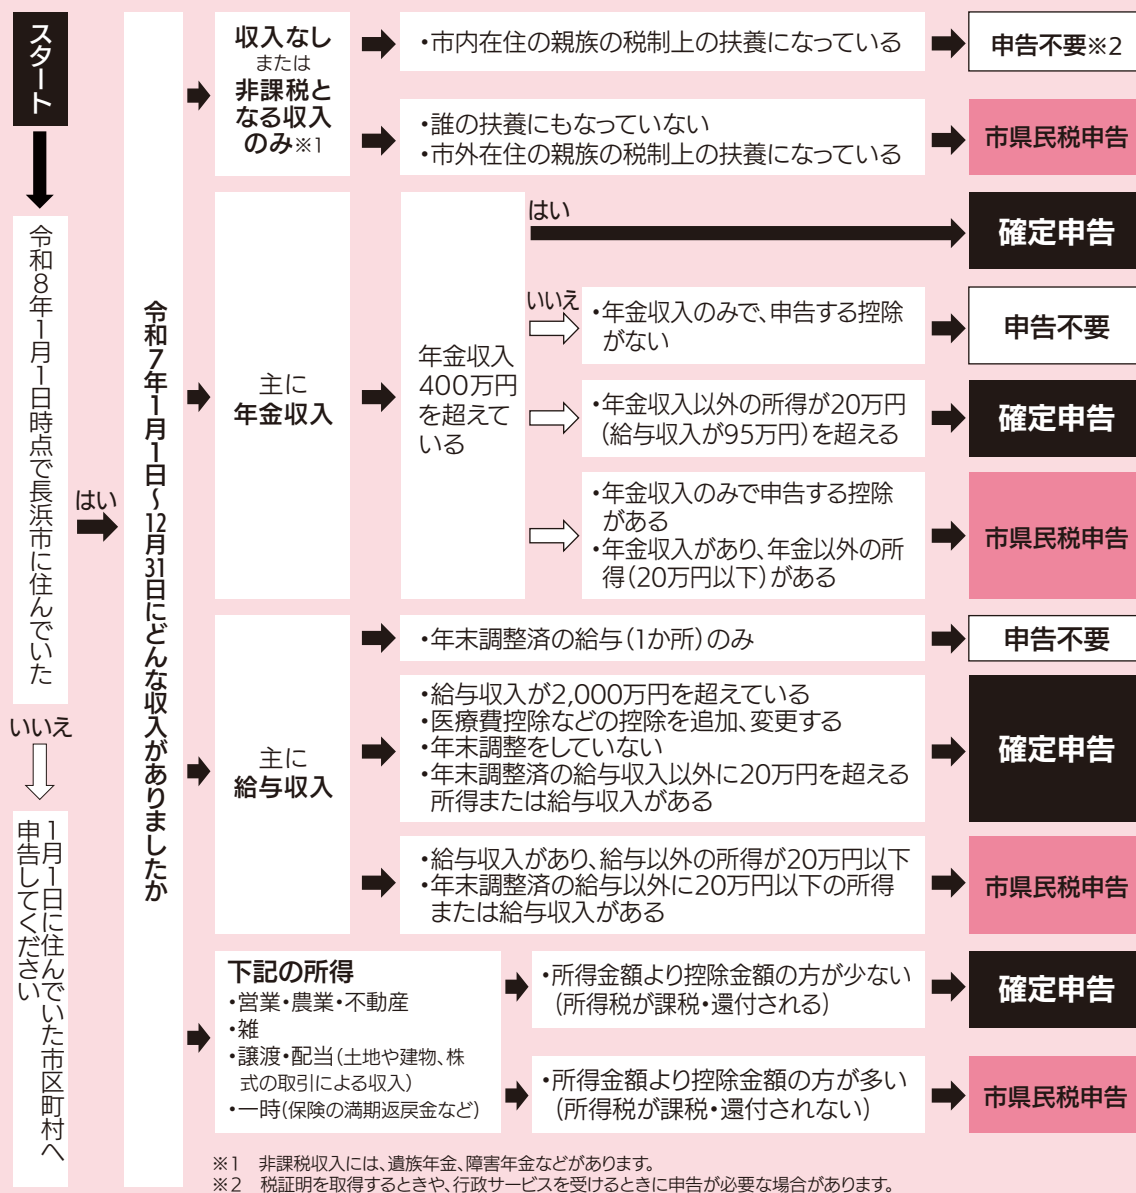 スタート
令和8年1月1日時点で長浜市に住んでいた
はい
いいえ
1月1日に住んでいた市区町村へ
申告してください
令和7年1月1日～12月31日にどんな収入がありましたか
収入なし
または
非課税と
なる収入
のみ※1
・市内在住の親族の税制上の扶養になっている
申告不要※2
・誰の扶養にもなっていない
・市外在住の親族の税制上の扶養になっている
市県民税申告
主に
年金収入
年金収入
400万円
を超えて
いる
はい
確定申告
いいえ
・年金収入のみで、申告する控除
がない
申告不要
・年金収入以外の所得が20万円
（給与収入が95万円）を超える
確定申告
・年金収入のみで申告する控除
がある
・年金収入があり、年金以外の所
得（20万円以下）がある
市県民税申告
主に
給与収入
・年末調整済の給与（1か所）のみ
申告不要
・給与収入が2,000万円を超えている
・医療費控除などの控除を追加、変更する
・年末調整をしていない
・年末調整済の給与収入以外に20万円を超える
所得または給与収入がある
確定申告
・給与収入があり、給与以外の所得が20万円以下
・年末調整済の給与以外に20万円以下の所得
または給与収入がある
市県民税申告
下記の所得
・営業・農業・不動産
・雑
・譲渡・配当（土地や建物、株
式の取引による収入）
・一時（保険の満期返戻金など）
・所得金額より控除金額の方が少ない
（所得税が課税・還付される）
確定申告
・所得金額より控除金額の方が多い
（所得税が課税・還付されない）
市県民税申告
※1 非課税収入には、遺族年金、障害年金などがあります。
※2 税証明を取得するときや、行政サービスを受けるときに申告が必要な場合があります。